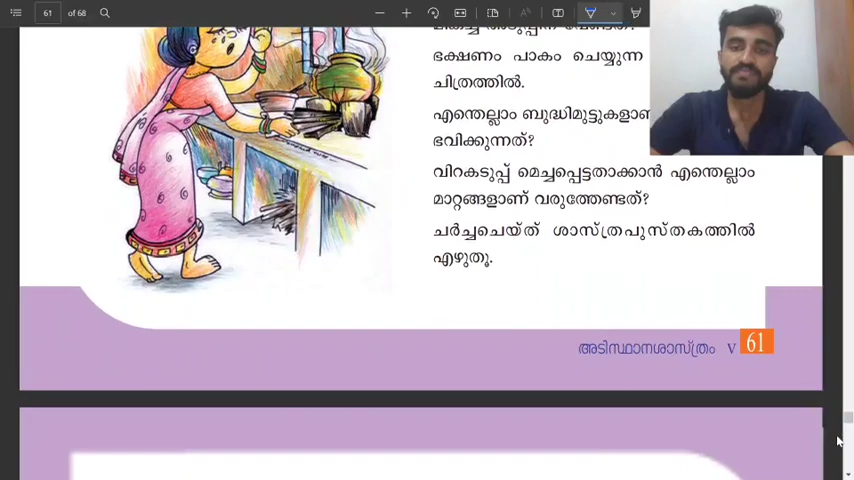 61 of 68
ഭക്ഷണം പാകം ചെയ്യുന്ന
ചിത്രത്തിൽ.
എന്തെല്ലാം
ഭവിക്കുന്നത്?
വിറകടുപ്പ് മെച്ചപ്പെട്ടതാക്കാൻ എന്തെല്ലാം
മാറ്റങ്ങളാണ് വരുത്തേണ്ടത്?
ചർച്ചചെയ്ത് ശാസ്ത്രപുസ്തകത്തിൽ
എഴുതൂ.
അടിസ്ഥാനശാസ്ത്രം V 61